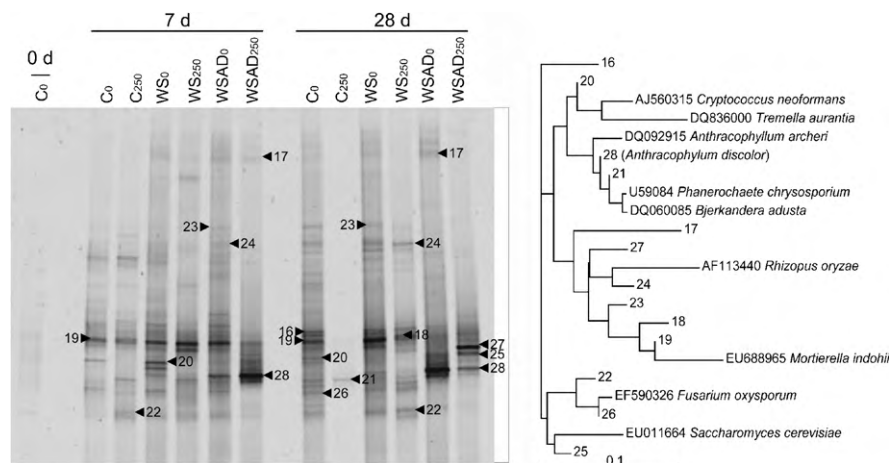 7 d
28 d
0 d
C0
C0
C250
WS0
WS250
WSAD0
WSAD250
C0
C250
WS0
WS250
WSAD0
WSAD250
17
23
24
19
20
28
22
17
23
24
16
19
18
20
21
26
22
27
25
28
16
20
AJ560315 Cryptococcus neoformans
DQ836000 Tremella aurantia
DQ092915 Anthracophyllum archeri
28 (Anthracophylum discolor)
21
U59084 Phanerochaete chrysosporium
DQ060085 Bjerkandera adusta
17
27
AF113440 Rhizopus oryzae
24
23
18
19
EU688965 Mortierella indohii
22
EF590326 Fusarium oxysporum
26
EU011664 Saccharomyces cerevisiae
25
0.1